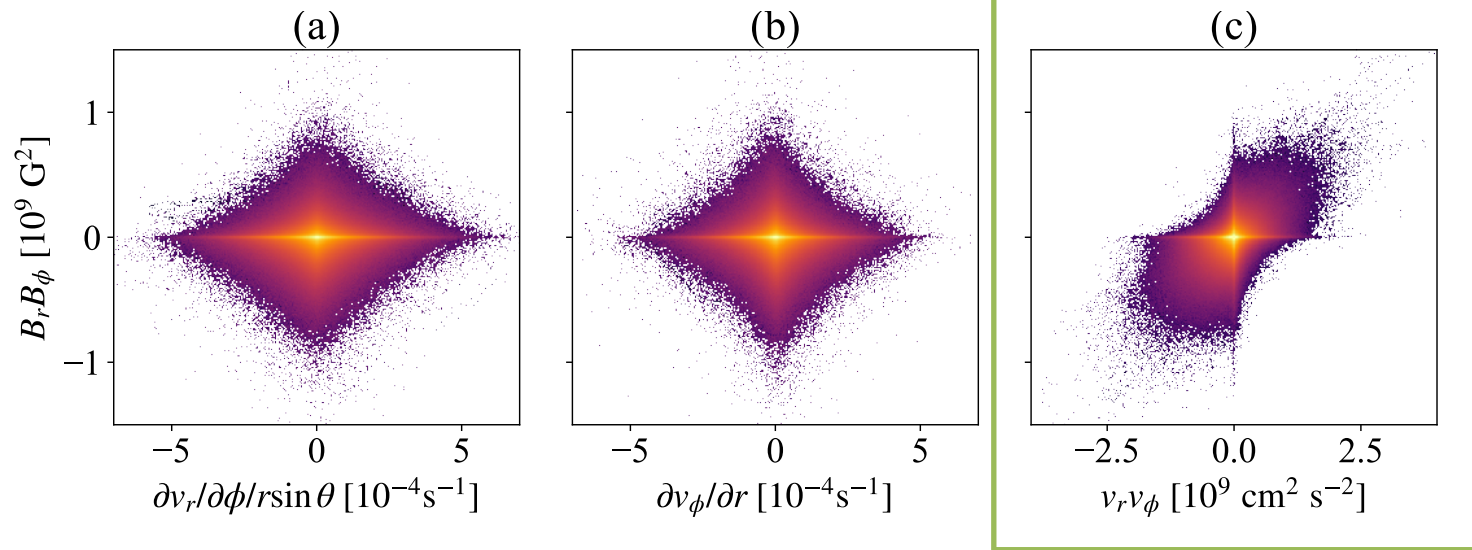 (a) (b) (c)
1
0
−1
B_r B_ϕ [10^9 G^2]
−5 0 5 −5 0 5 −2.5 0.0 2.5
∂v_r/∂ϕ/r sin θ [10^−4 s^−1] ∂v_ϕ/∂r [10^−4 s^−1] v_r v_ϕ [10^9 cm^2 s^−2]